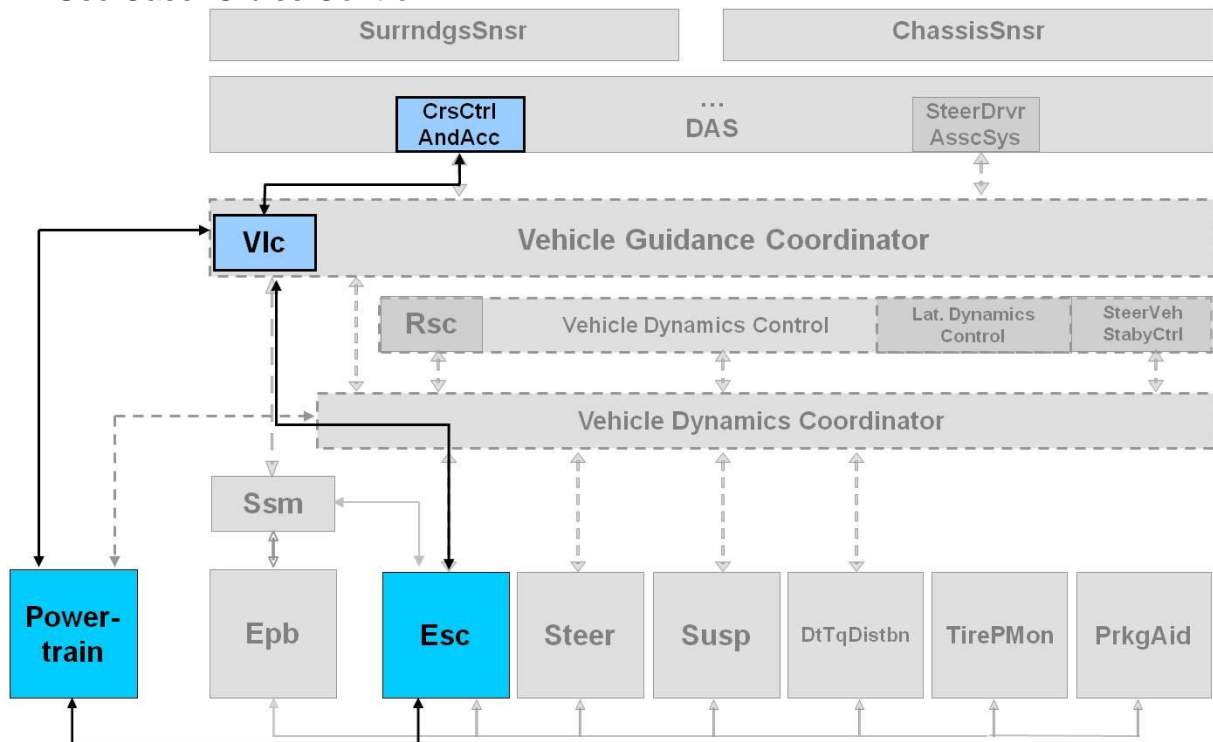 SurrndgsSnsr
ChassisSnsr
CrsCtrl
AndAcc
...
DAS
SteerDrvr
AsscSys
Vlc
Vehicle Guidance Coordinator
Rsc
Vehicle Dynamics Control
Lat. Dynamics
Control
SteerVeh
StabyCtrl
Vehicle Dynamics Coordinator
Ssm
Power-
train
Epb
Esc
Steer
Susp
DtTqDistbn
TirePMon
PrkgAid